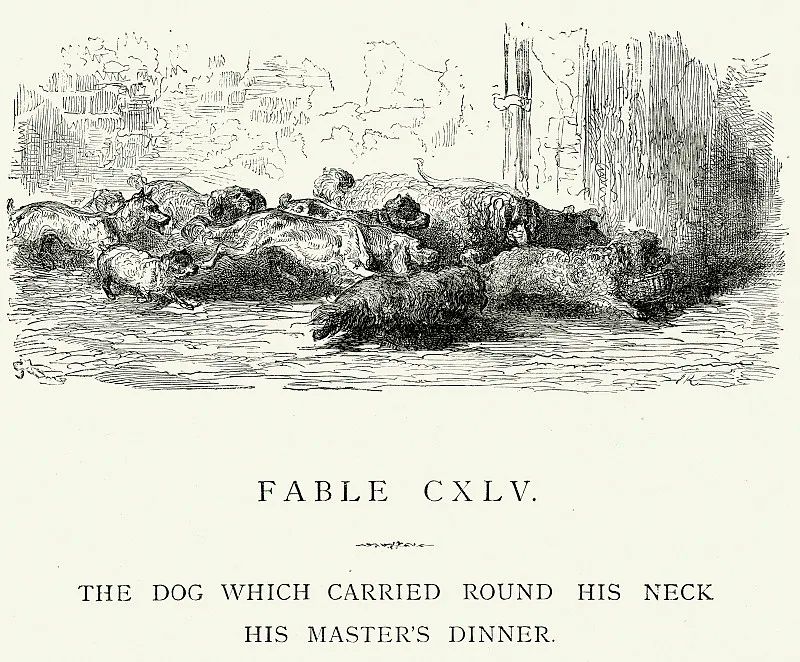 FABLE CXLV.
THE DOG WHICH CARRIED ROUND HIS NECK
HIS MASTER'S DINNER.